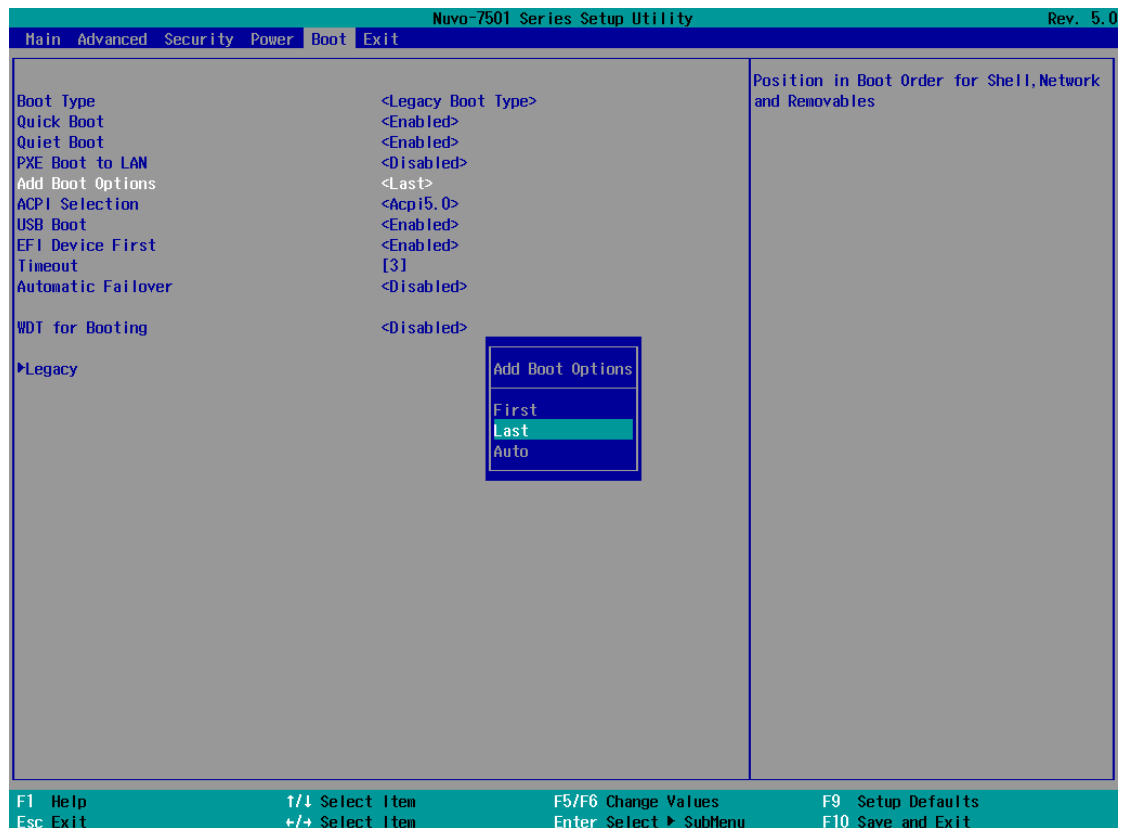 Nuvo-7501 Series Setup Utility Rev. 5.0
Main Advanced Security Power Boot Exit
Position in Boot Order for Shell,Network
and Removables
Boot Type <Legacy Boot Type>
Quick Boot <Enabled>
Quiet Boot <Enabled>
PXE Boot to LAN <Disabled>
Add Boot Options <Last>
ACPI Selection <Acpi5.0>
USB Boot <Enabled>
EFI Device First <Enabled>
Timeout [3]
Automatic Failover <Disabled>
WDT for Booting <Disabled>
▶Legacy
Add Boot Options
First
Last
Auto
F1 Help ↑/↓ Select Item F5/F6 Change Values F9 Setup Defaults
Esc Exit ←/→ Select Item Enter Select ▶ SubMenu F10 Save and Exit